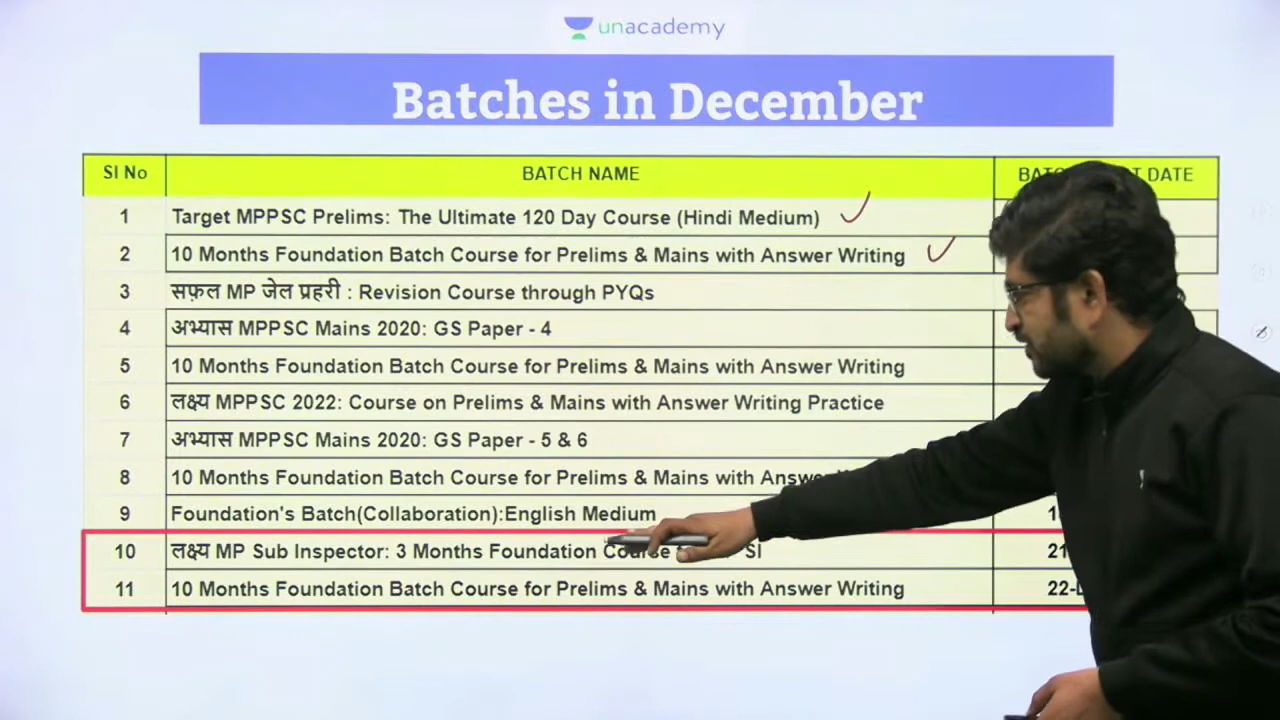 unacademy
Batches in December
SI No BATCH NAME DATE
1 Target MPPSC Prelims: The Ultimate 120 Day Course (Hindi Medium)
2 10 Months Foundation Batch Course for Prelims & Mains with Answer Writing
3 सफ़ल MP जेल प्रहरी : Revision Course through PYQs
4 अभ्यास MPPSC Mains 2020: GS Paper - 4
5 10 Months Foundation Batch Course for Prelims & Mains with Answer Writing
6 लक्ष्य MPPSC 2022: Course on Prelims & Mains with Answer Writing Practice
7 अभ्यास MPPSC Mains 2020: GS Paper - 5 & 6
8 10 Months Foundation Batch Course for Prelims & Mains with Answer
9 Foundation's Batch(Collaboration):English Medium
10 लक्ष्य MP Sub Inspector: 3 Months Foundation SI
11 10 Months Foundation Batch Course for Prelims & Mains with Answer Writing